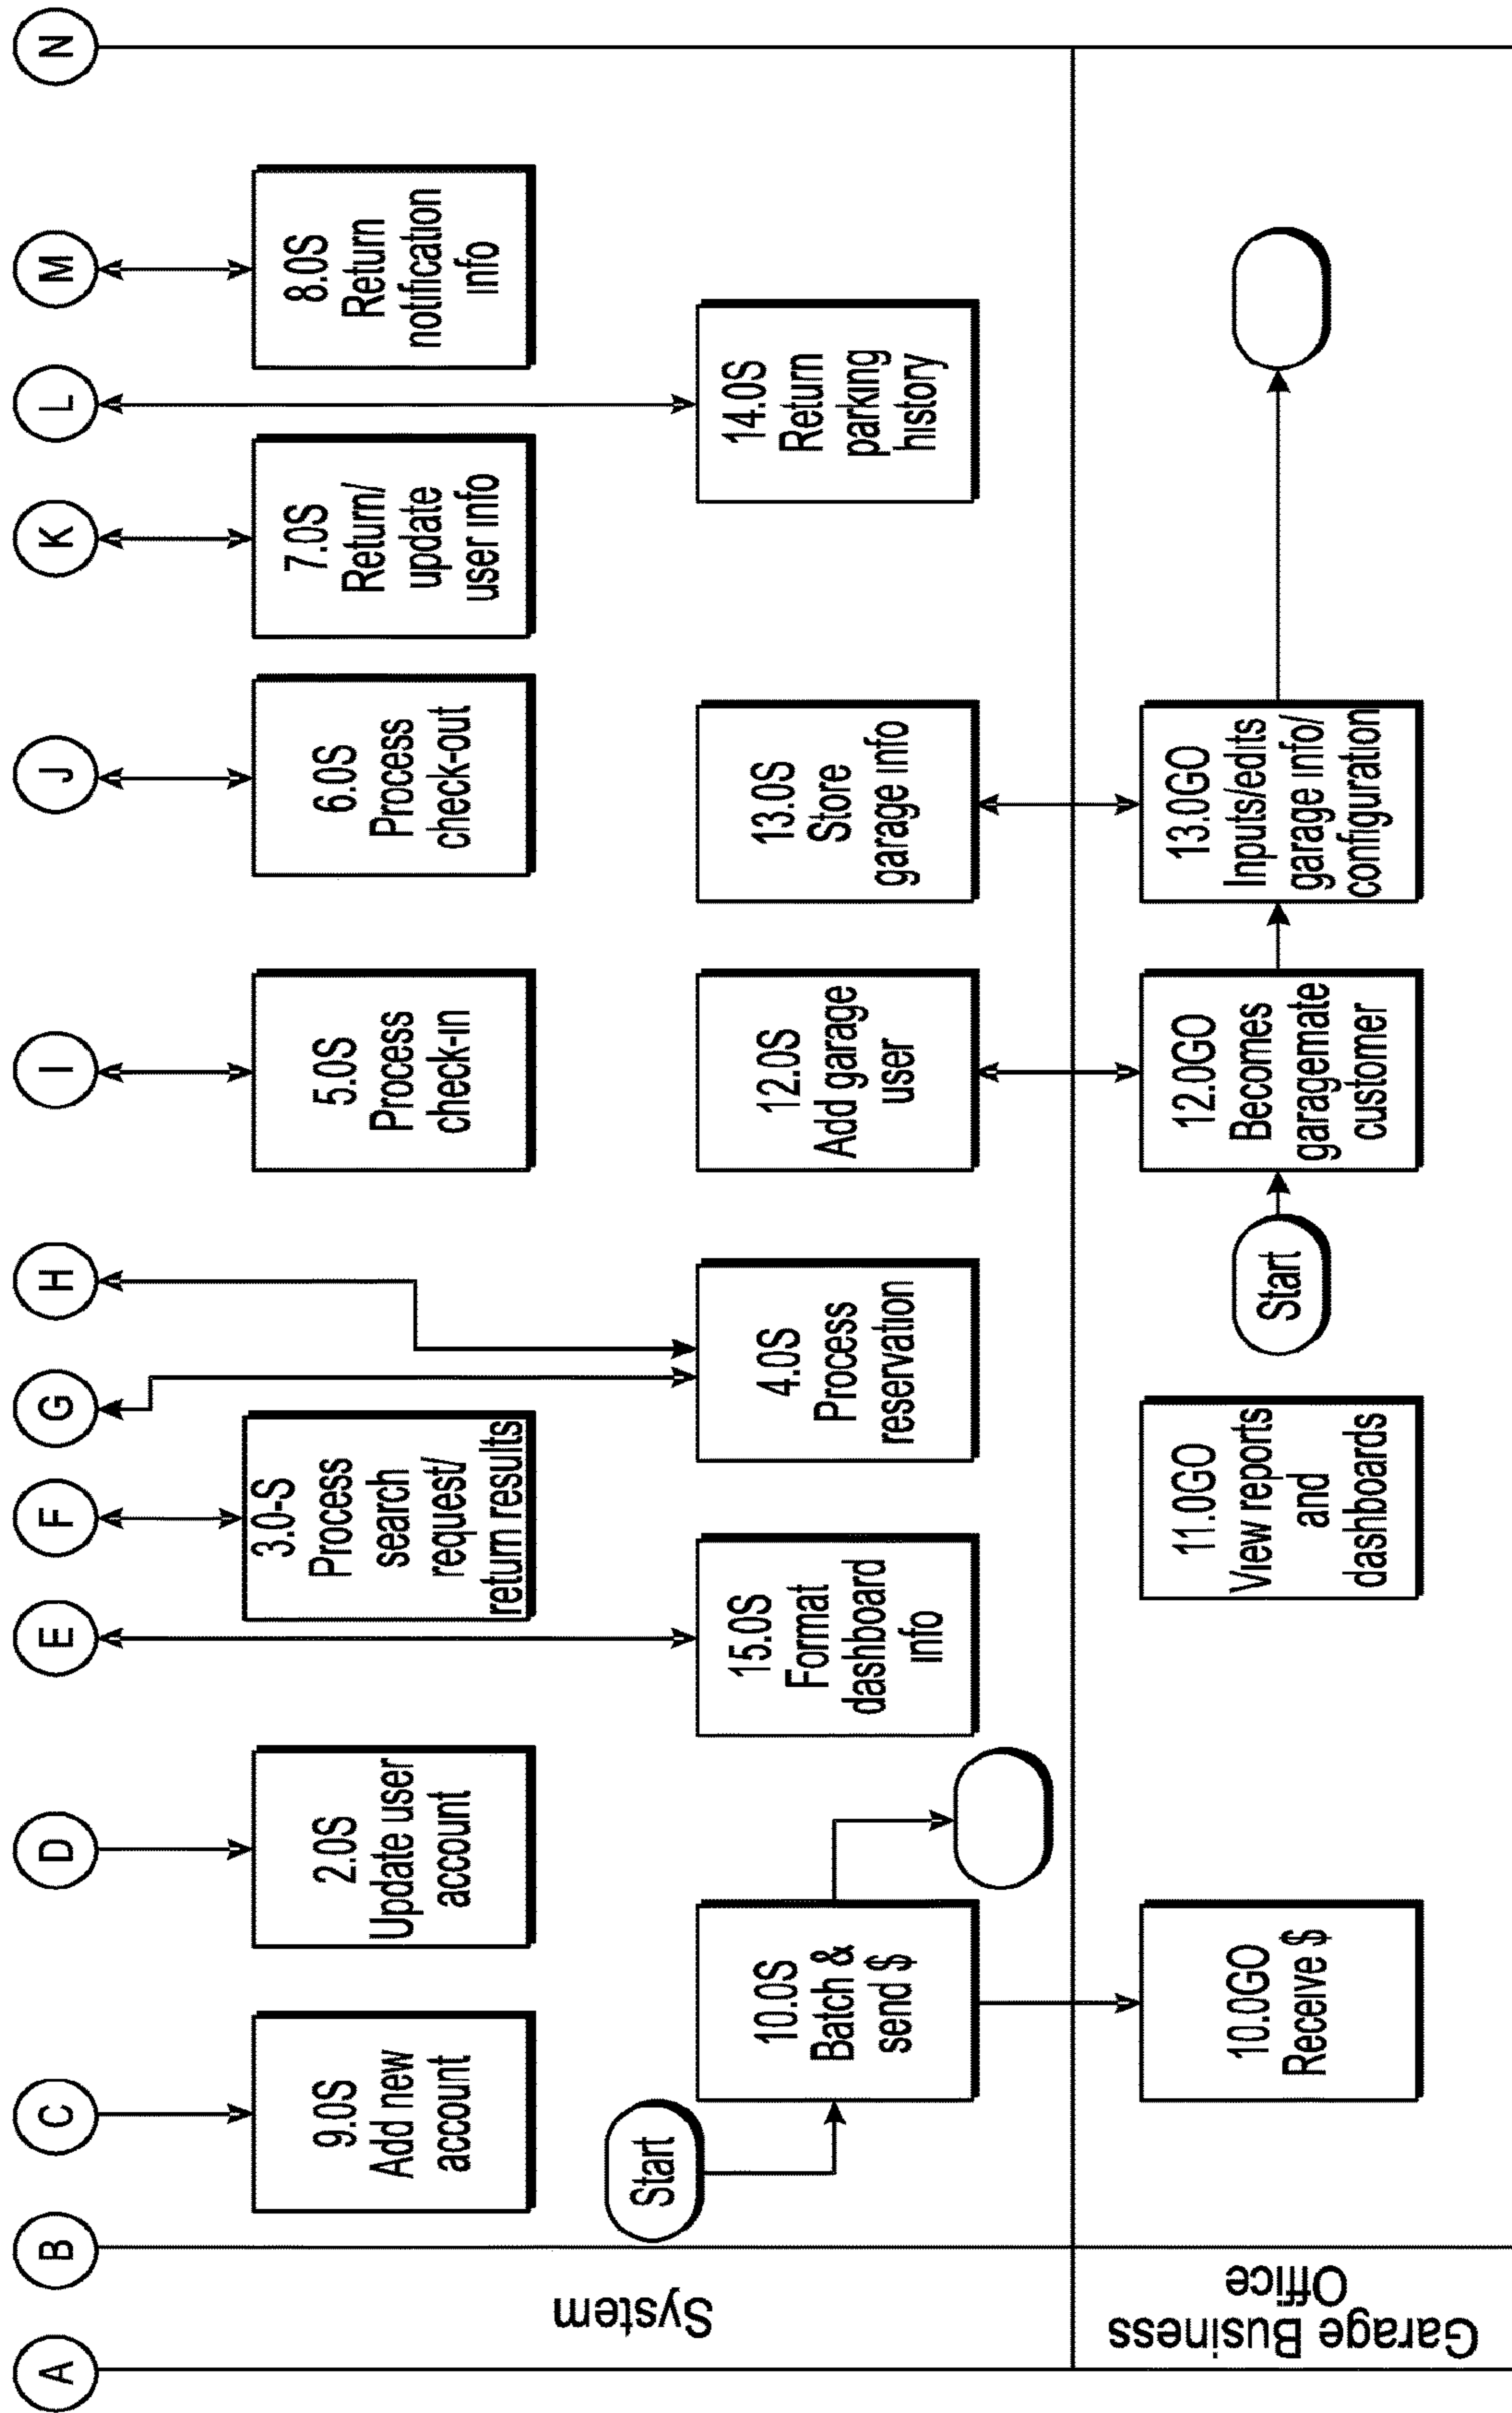 A
B
C
D
E
F
G
H
I
J
K
L
M
N
System
9.0S
Add new
account
2.0S
Update user
account
3.0-S
Process
search
request/
return results
5.0S
Process
check-in
6.0S
Process
check-out
7.0S
Return/
update
user info
8.0S
Return
notification
info
Start
10.0S
Batch &
send $
15.0S
Format
dashboard
info
4.0S
Process
reservation
12.0S
Add garage
user
13.0S
Store
garage info
14.0S
Return
parking
history
Garage Business
Office
10.0GO
Receive $
11.0GO
View reports
and
dashboards
Start
12.0GO
Becomes
garagemate
customer
13.0GO
Inputs/edits
garage info/
configuration